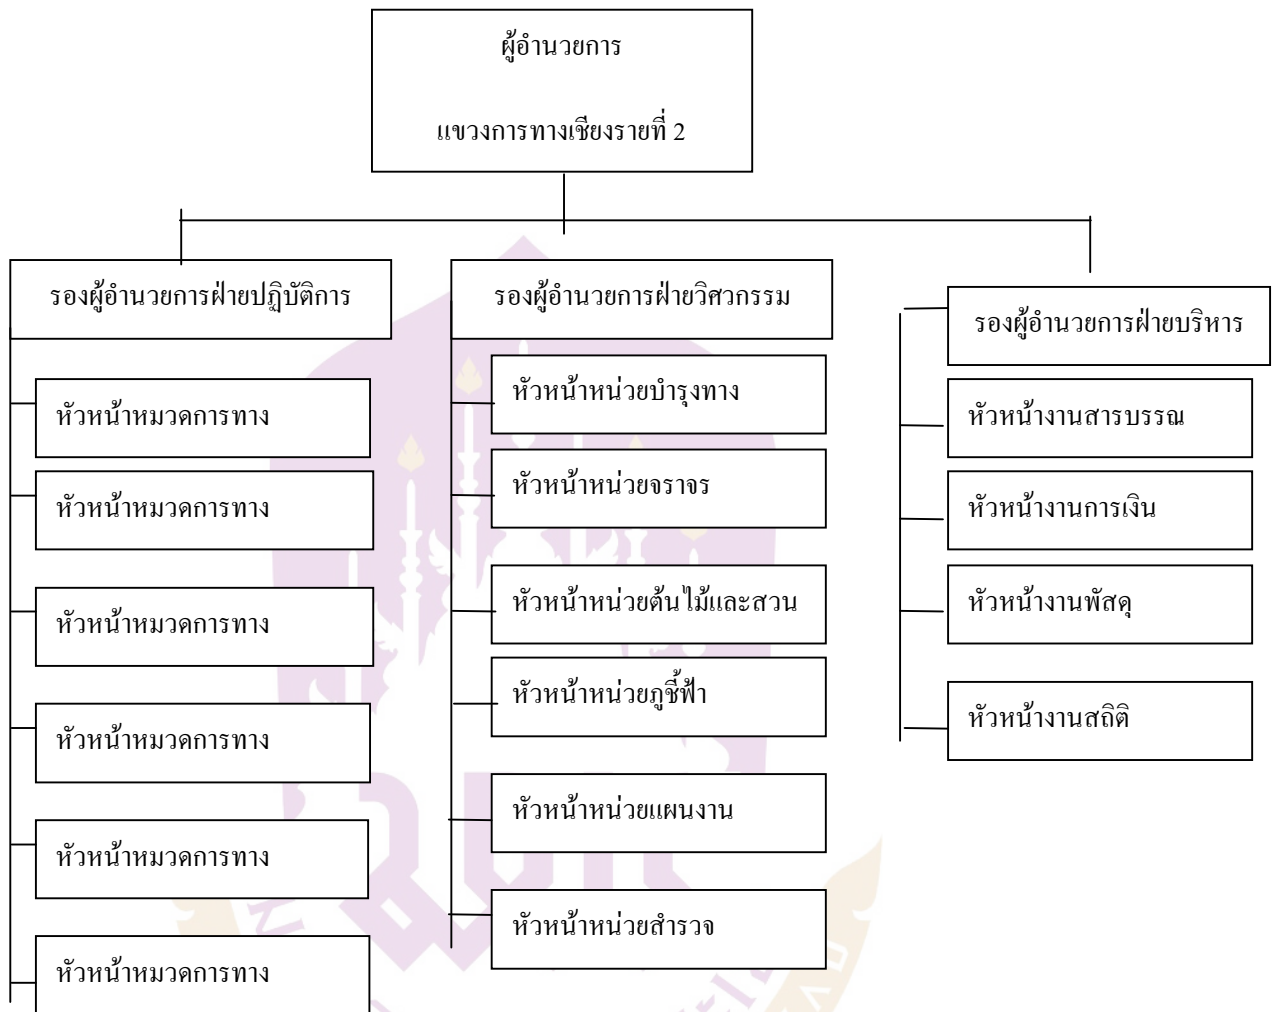 ผู้อำนวยการ
แขวงการทางเชียงรายที่ 2
รองผู้อำนวยการฝ่ายปฏิบัติการ
หัวหน้าหมวดการทาง
หัวหน้าหมวดการทาง
หัวหน้าหมวดการทาง
หัวหน้าหมวดการทาง
หัวหน้าหมวดการทาง
หัวหน้าหมวดการทาง
รองผู้อำนวยการฝ่ายวิศวกรรม
หัวหน้าหน่วยบำรุงทาง
หัวหน้าหน่วยจราจร
หัวหน้าหน่วยต้นไม้และสวน
หัวหน้าหน่วยภูชี้ฟ้า
หัวหน้าหน่วยแผนงาน
หัวหน้าหน่วยสำรวจ
รองผู้อำนวยการฝ่ายบริหาร
หัวหน้างานสารบรรณ
หัวหน้างานการเงิน
หัวหน้างานพัสดุ
หัวหน้างานสถิติ